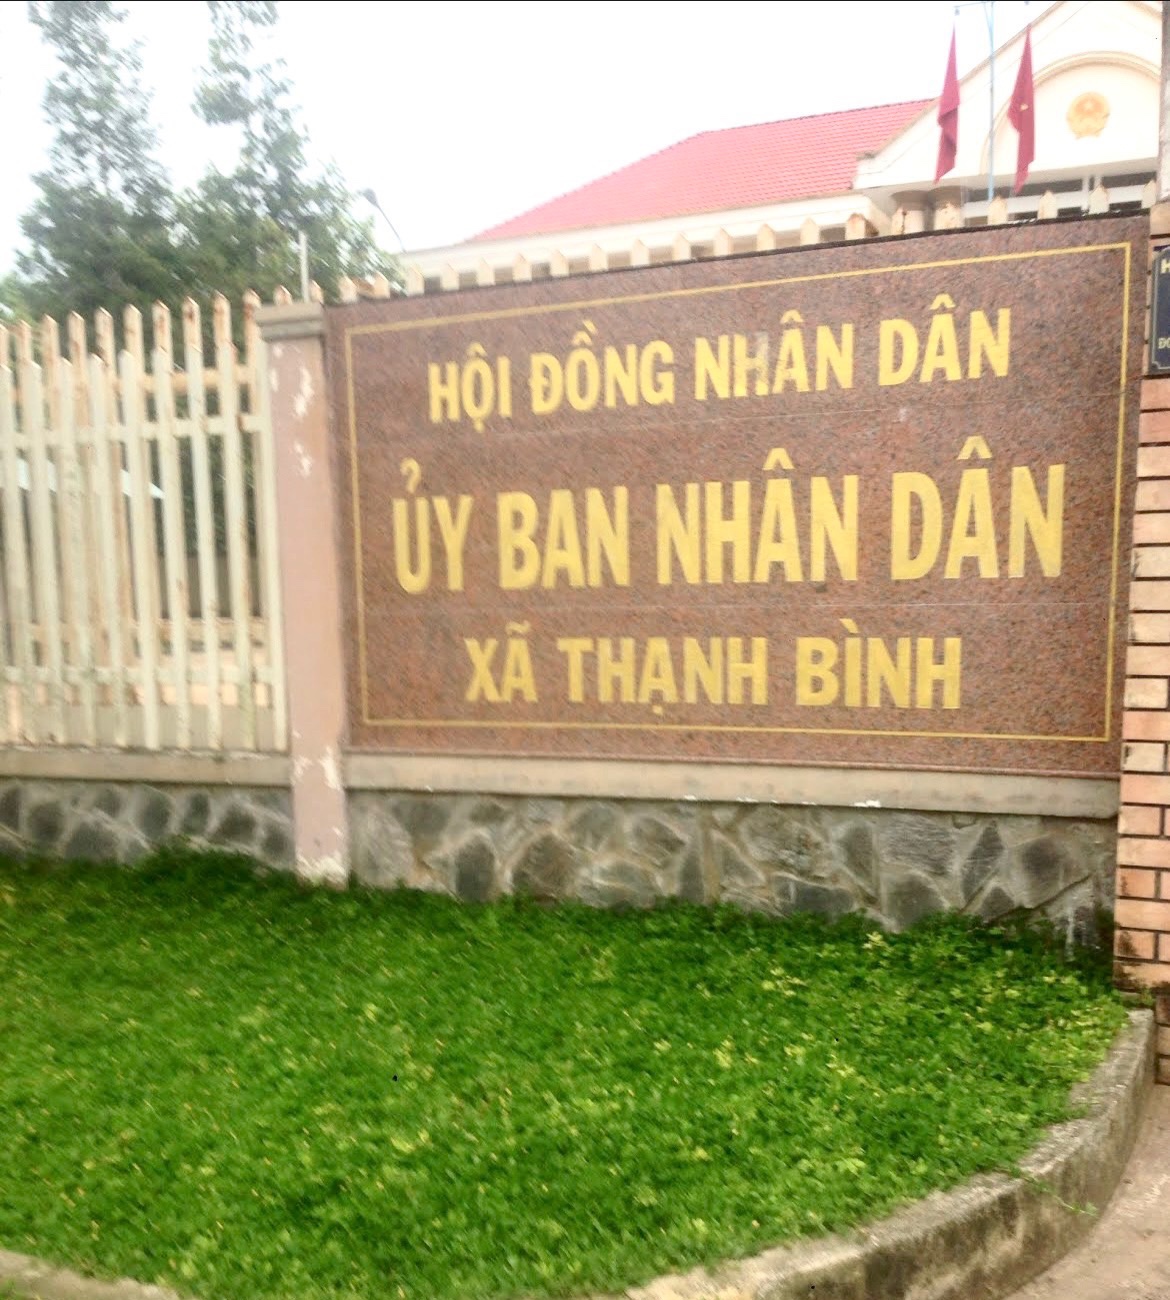 HỘI ĐỒNG NHÂN DÂN
ỦY BAN NHÂN DÂN
XÃ THẠNH BÌNH